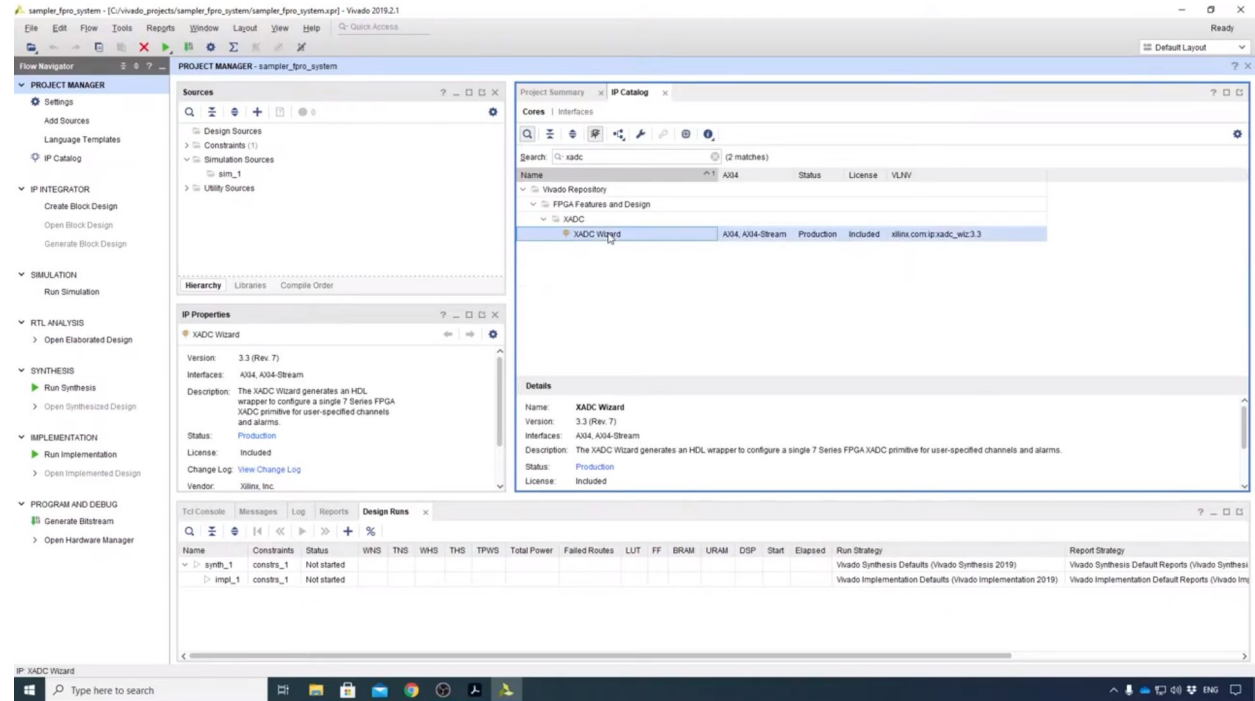 sampler_fpro_system - [C:/vivado_projects/sampler_fpro_system/sampler_fpro_system.xpr] - Vivado 2019.2.1
File Edit Flow Tools Reports Window Layout View Help Q- Quick Access
Ready
Default Layout
Flow Navigator
PROJECT MANAGER
Settings
Add Sources
Language Templates
IP Catalog
IP INTEGRATOR
Create Block Design
Open Block Design
Generate Block Design
SIMULATION
Run Simulation
RTL ANALYSIS
Open Elaborated Design
SYNTHESIS
Run Synthesis
Open Synthesized Design
IMPLEMENTATION
Run Implementation
Open Implemented Design
PROGRAM AND DEBUG
Generate Bitstream
Open Hardware Manager
PROJECT MANAGER - sampler_fpro_system
Sources
0
Design Sources
Constraints (1)
Simulation Sources
sim_1
Utility Sources
Hierarchy Libraries Compile Order
IP Properties
XADC Wizard
Version: 3.3 (Rev. 7)
Interfaces: AXI4, AXI4-Stream
Description: The XADC Wizard generates an HDL
wrapper to configure a single 7 Series FPGA
XADC primitive for user-specified channels
and alarms.
Status: Production
License: Included
Change Log: View Change Log
Vendor: Xilinx, Inc.
Project Summary IP Catalog
Cores | Interfaces
Search: Q- xadc (2 matches)
Name ^1 AXI4 Status License VLNV
Vivado Repository
FPGA Features and Design
XADC
XADC Wizard AXI4, AXI4-Stream Production Included xilinx.com:ip:xadc_wiz:3.3
Details
Name: XADC Wizard
Version: 3.3 (Rev. 7)
Interfaces: AXI4, AXI4-Stream
Description: The XADC Wizard generates an HDL wrapper to configure a single 7 Series FPGA XADC primitive for user-specified channels and alarms.
Status: Production
License: Included
Tcl Console Messages Log Reports Design Runs
Name Constraints Status WNS TNS WHS THS TPWS Total Power Failed Routes LUT FF BRAM URAM DSP Start Elapsed Run Strategy Report Strategy
synth_1 constrs_1 Not started Vivado Synthesis Defaults (Vivado Synthesis 2019) Vivado Synthesis Default Reports (Vivado Synthesi
impl_1 constrs_1 Not started Vivado Implementation Defaults (Vivado Implementation 2019) Vivado Implementation Default Reports (Vivado Im
IP: XADC Wizard
Type here to search
ENG